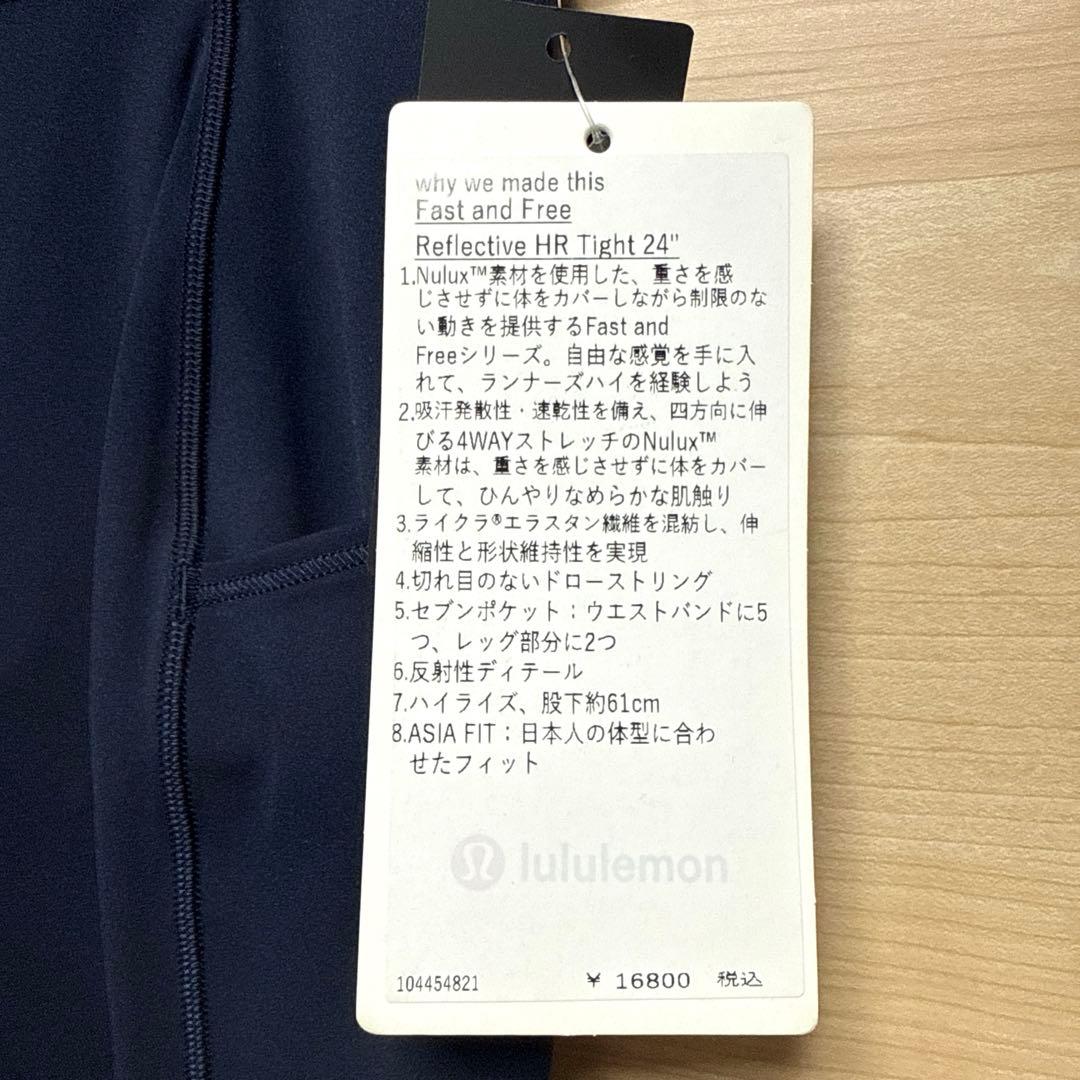 why we made this
Fast and Free
Reflective HR Tight 24"
1.Nulux™素材を使用した、重さを感
じさせずに体をカバーしながら制限のな
い動きを提供するFast and
Freeシリーズ。自由な感覚を手に入
れて、ランナーズハイを経験しよう
2.吸汗発散性・速乾性を備え、四方向に伸
びる4WAYストレッチのNulux™
素材は、重さを感じさせずに体をカバー
して、ひんやりなめらかな肌触り
3.ライクラ®エラスタン繊維を混紡し、伸
縮性と形状維持性を実現
4.切れ目のないドローストリング
5.セブンポケット：ウエストバンドに5
つ、レッグ部分に2つ
6.反射性ディテール
7.ハイライズ、股下約61cm
8.ASIA FIT：日本人の体型に合わ
せたフィット
lululemon
104454821 ¥ 16800 税込